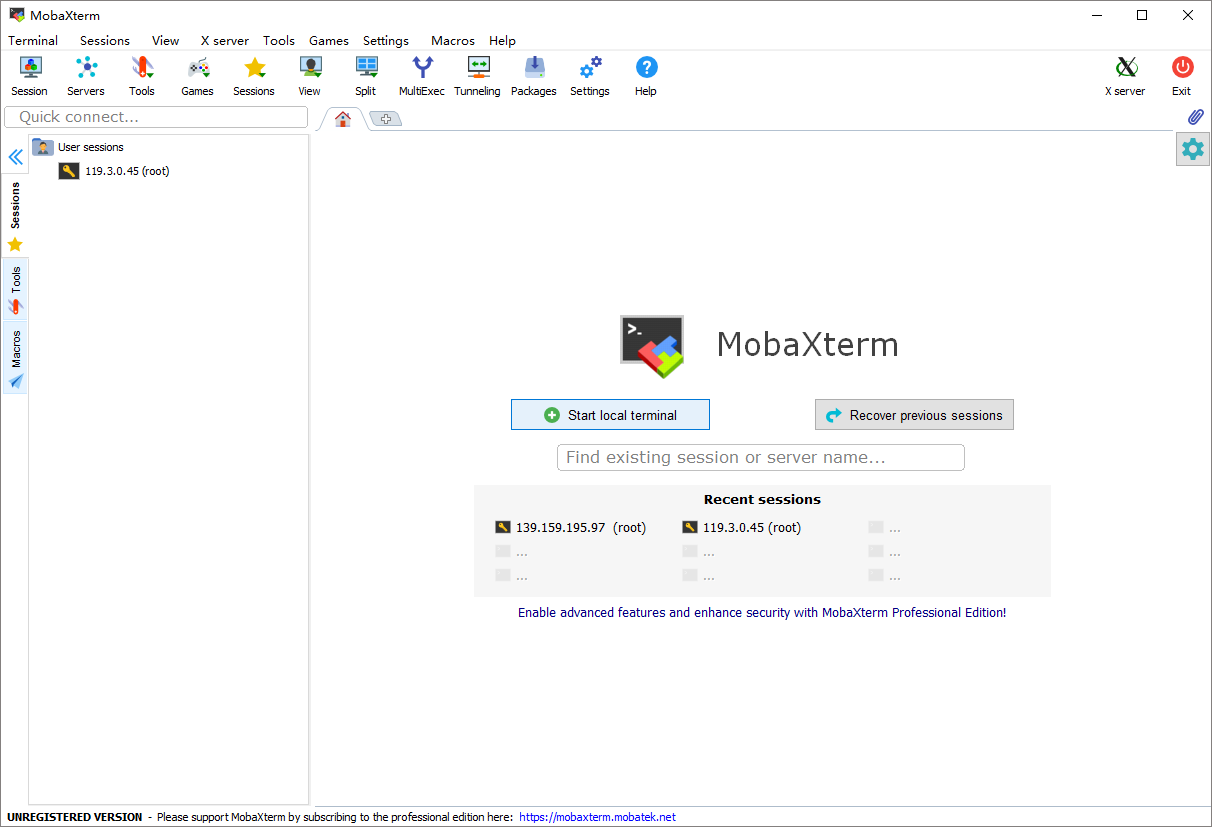 MobaXterm
Terminal Sessions View X server Tools Games Settings Macros Help
Session Servers Tools Games Sessions View Split MultiExec Tunneling Packages Settings Help X server Exit
Quick connect...
User sessions
119.3.0.45 (root)
Sessions
Tools
Macros
>_
MobaXterm
Start local terminal Recover previous sessions
Find existing session or server name...
Recent sessions
139.159.195.97 (root) 119.3.0.45 (root) ...
... ... ...
... ... ...
Enable advanced features and enhance security with MobaXterm Professional Edition!
UNREGISTERED VERSION - Please support MobaXterm by subscribing to the professional edition here: https://mobaxterm.mobatek.net